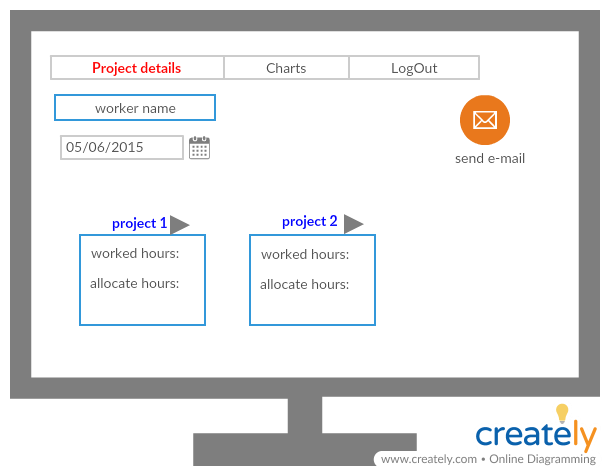 Project details Charts LogOut
worker name
05/06/2015
send e-mail
project 1 project 2
worked hours: worked hours:
allocate hours: allocate hours:
creately
www.creately.com • Online Diagramming